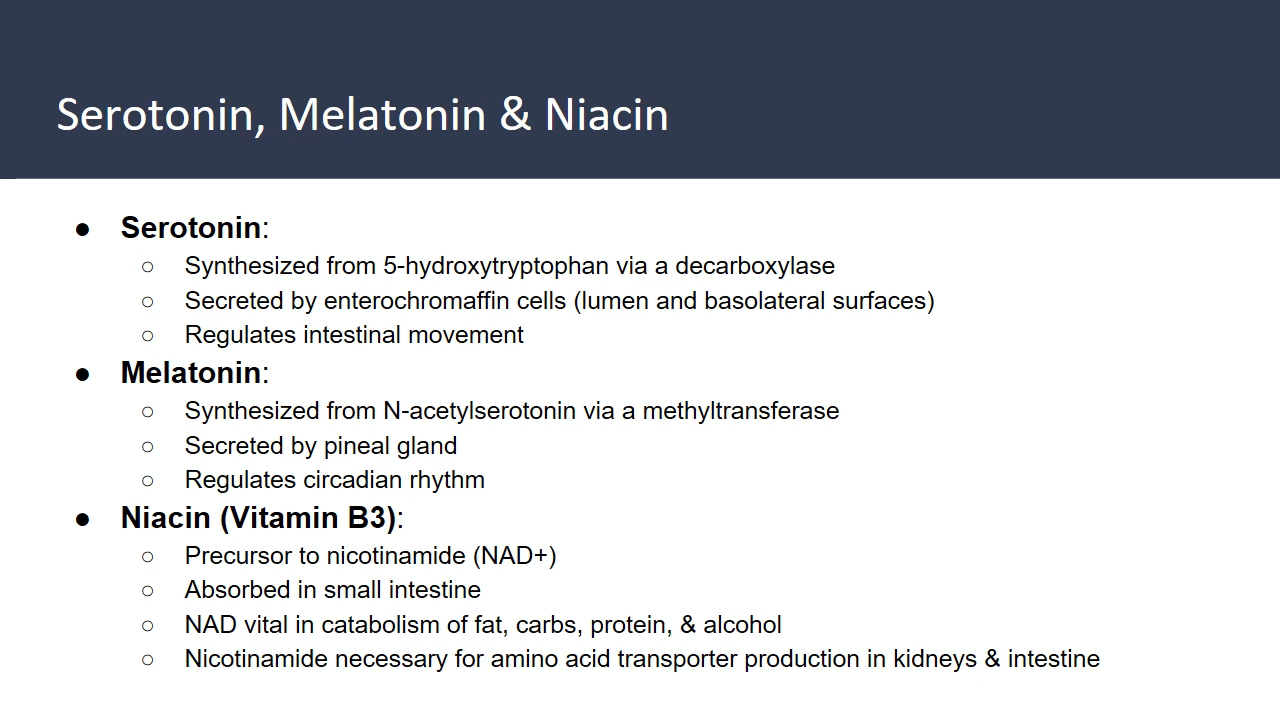 Serotonin, Melatonin & Niacin
● Serotonin:
○ Synthesized from 5-hydroxytryptophan via a decarboxylase
○ Secreted by enterochromaffin cells (lumen and basolateral surfaces)
○ Regulates intestinal movement
● Melatonin:
○ Synthesized from N-acetylserotonin via a methyltransferase
○ Secreted by pineal gland
○ Regulates circadian rhythm
● Niacin (Vitamin B3):
○ Precursor to nicotinamide (NAD+)
○ Absorbed in small intestine
○ NAD vital in catabolism of fat, carbs, protein, & alcohol
○ Nicotinamide necessary for amino acid transporter production in kidneys & intestine